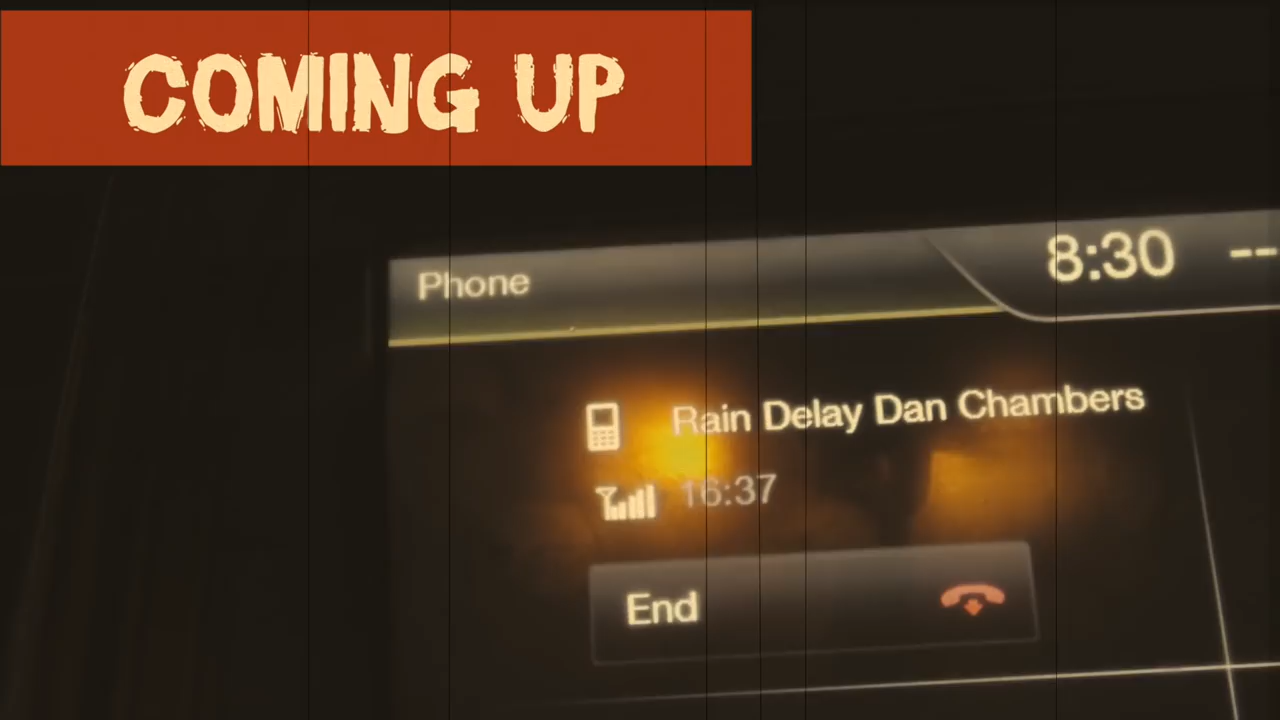 COMING UP
Phone
8:30 --
Rain Delay Dan Chambers
16:37
End